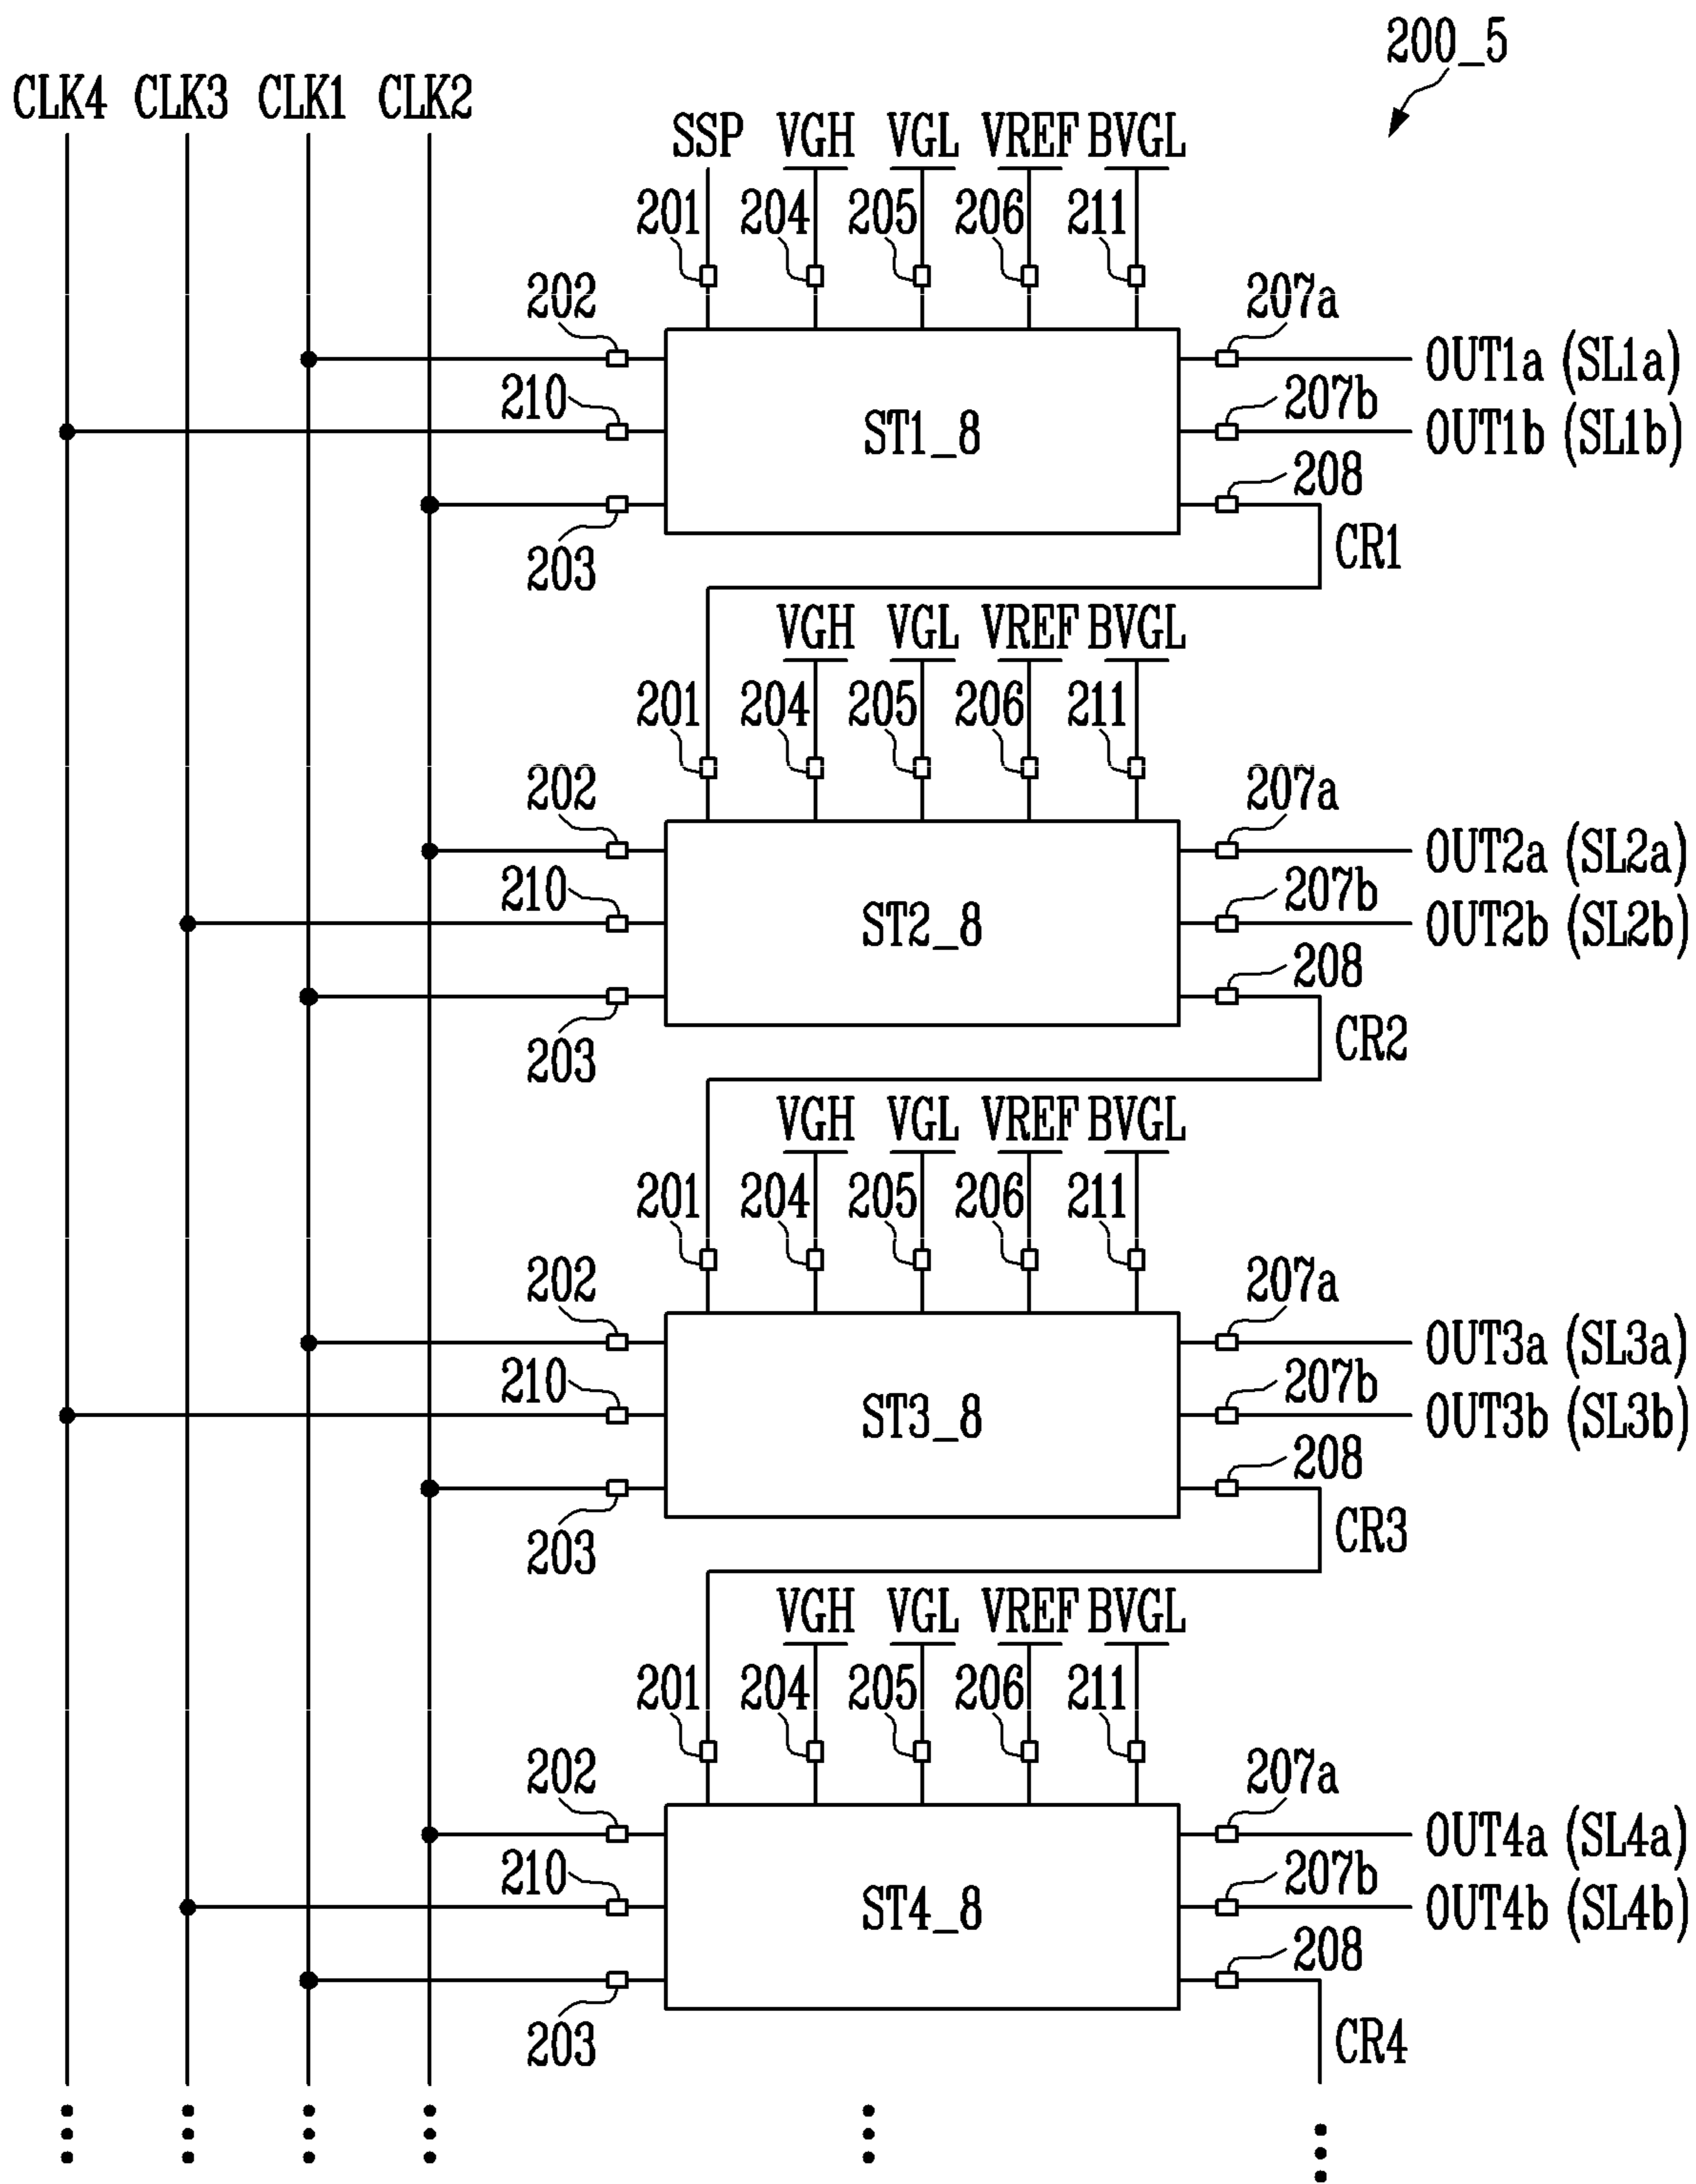 200_5
CLK4 CLK3 CLK1 CLK2
SSP VGH VGL VREF BVGL
201 204 205 206 211
202 207a
OUT1a (SL1a)
210 207b
ST1_8 OUT1b (SL1b)
208
203 CR1
VGH VGL VREF BVGL
201 204 205 206 211
202 207a
OUT2a (SL2a)
210 207b
ST2_8 OUT2b (SL2b)
208
203 CR2
VGH VGL VREF BVGL
201 204 205 206 211
202 207a
OUT3a (SL3a)
210 207b
ST3_8 OUT3b (SL3b)
208
203 CR3
VGH VGL VREF BVGL
201 204 205 206 211
202 207a
OUT4a (SL4a)
210 207b
ST4_8 OUT4b (SL4b)
208
203 CR4